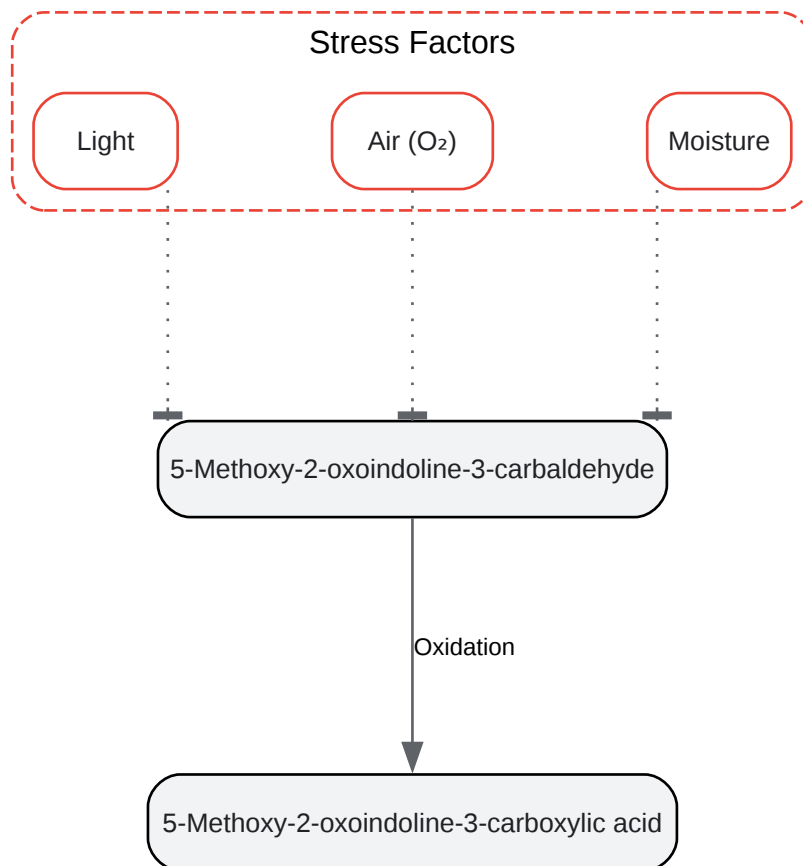 Stress Factors
Light
Air (O₂)
Moisture
5-Methoxy-2-oxoindoline-3-carbaldehyde
Oxidation
5-Methoxy-2-oxoindoline-3-carboxylic acid